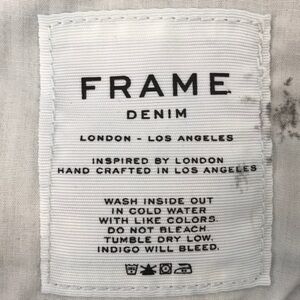 FRAME
DENIM
LONDON - LOS ANGELES
INSPIRED BY LONDON
HAND CRAFTED IN LOS ANGELES
WASH INSIDE OUT
IN COLD WATER
WITH LIKE COLORS.
DO NOT BLEACH.
TUMBLE DRY LOW.
INDIGO WILL BLEED.